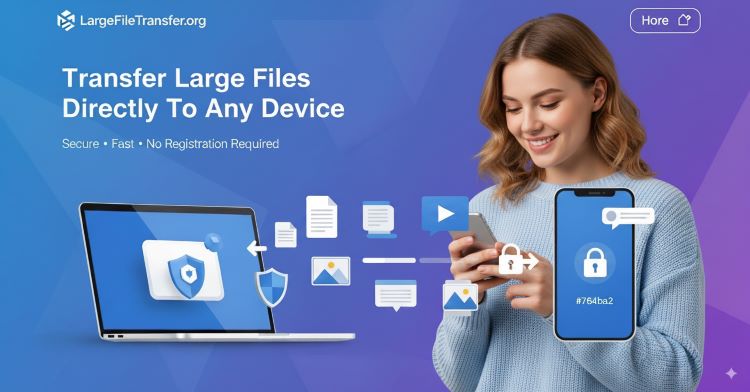 LargeFileTransfer.org
Hore
Transfer Large Files
Directly To Any Device
Secure • Fast • No Registration Required
#764ba2